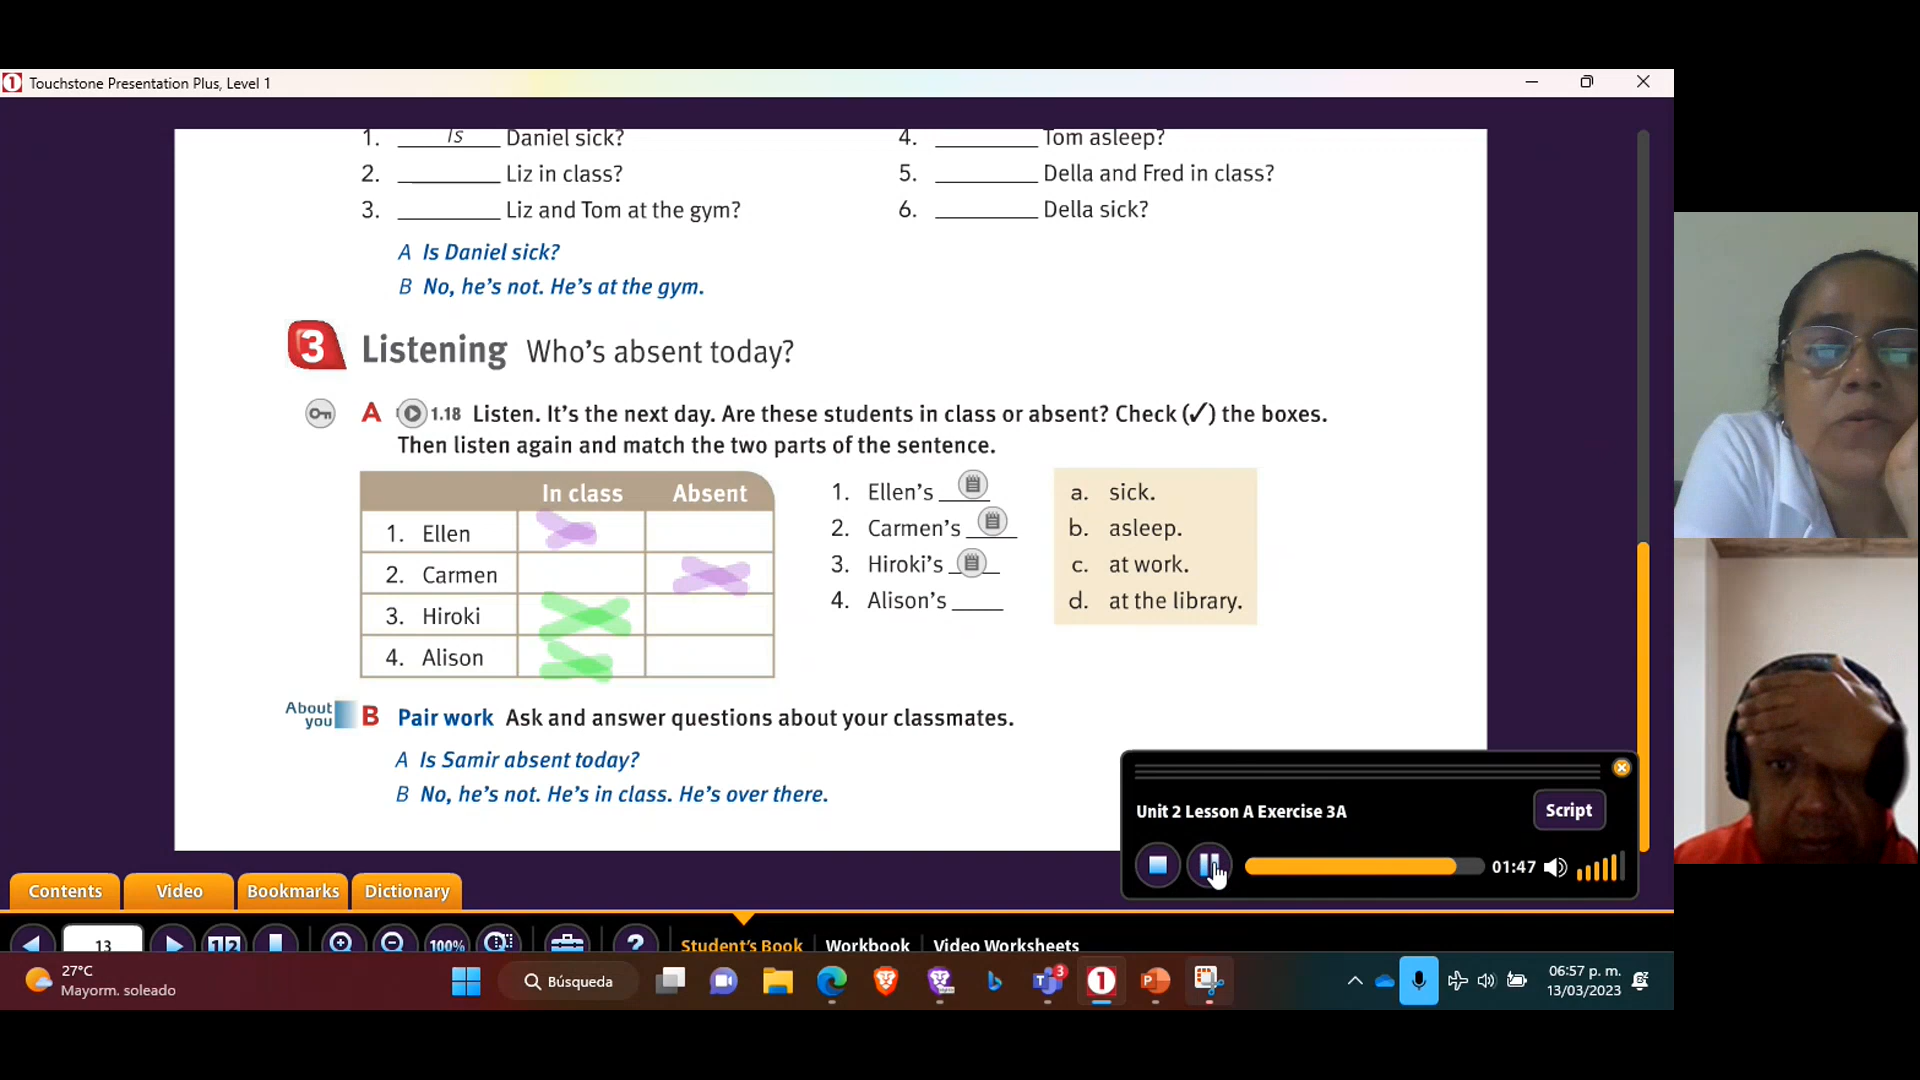 Touchstone Presentation Plus, Level 1
1. Is Daniel sick?
2. Liz in class?
3. Liz and Tom at the gym?
4. Tom asleep?
5. Della and Fred in class?
6. Della sick?
A Is Daniel sick?
B No, he's not. He's at the gym.
3 Listening Who's absent today?
A 1.18 Listen. It's the next day. Are these students in class or absent? Check (✓) the boxes.
Then listen again and match the two parts of the sentence.
In class Absent
1. Ellen
2. Carmen
3. Hiroki
4. Alison
1. Ellen's ____
2. Carmen's ____
3. Hiroki's ____
4. Alison's ____
a. sick.
b. asleep.
c. at work.
d. at the library.
About
you
B Pair work Ask and answer questions about your classmates.
A Is Samir absent today?
B No, he's not. He's in class. He's over there.
Unit 2 Lesson A Exercise 3A
Script
01:47
Contents Video Bookmarks Dictionary
13 12 100% ? Student's Book Workbook Video Worksheets
27°C
Mayorm. soleado
Búsqueda
3
1
06:57 p. m.
13/03/2023